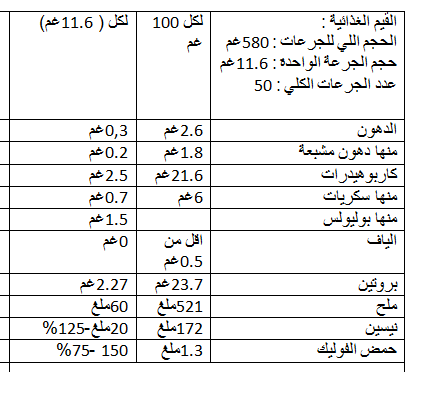 القيم الغذائية :
الحجم اللي للجرعات : 580غم
حجم الجرعة الواحدة : 11.6غم
عدد الجرعات الكلي : 50
لكل 100 غم
لكل ( 11.6غم)
الدهون 2.6غم 0,3غم
منها دهون مشبعة 1.8غم 0.2غم
كاربوهيدرات 21.6غم 2.5غم
منها سكريات 6غم 0.7غم
منها بوليولس 1.5غم
الياف اقل من 0.5غم 0غم
بروتين 23.7غم 2.27غم
ملح 521ملغ 60ملغ
نيسين 172ملغ 20ملغ-125%
حمض الفوليك 1.3ملغ 150 -75%